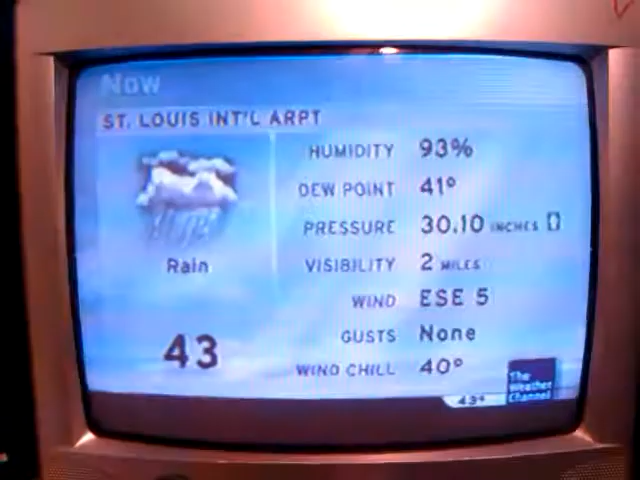 Now
ST. LOUIS INT'L ARPT
HUMIDITY 93%
DEW POINT 41°
PRESSURE 30.10 INCHES
VISIBILITY 2 MILES
Rain
WIND ESE 5
GUSTS None
43
WIND CHILL 40°
43°
The
Weather
Channel